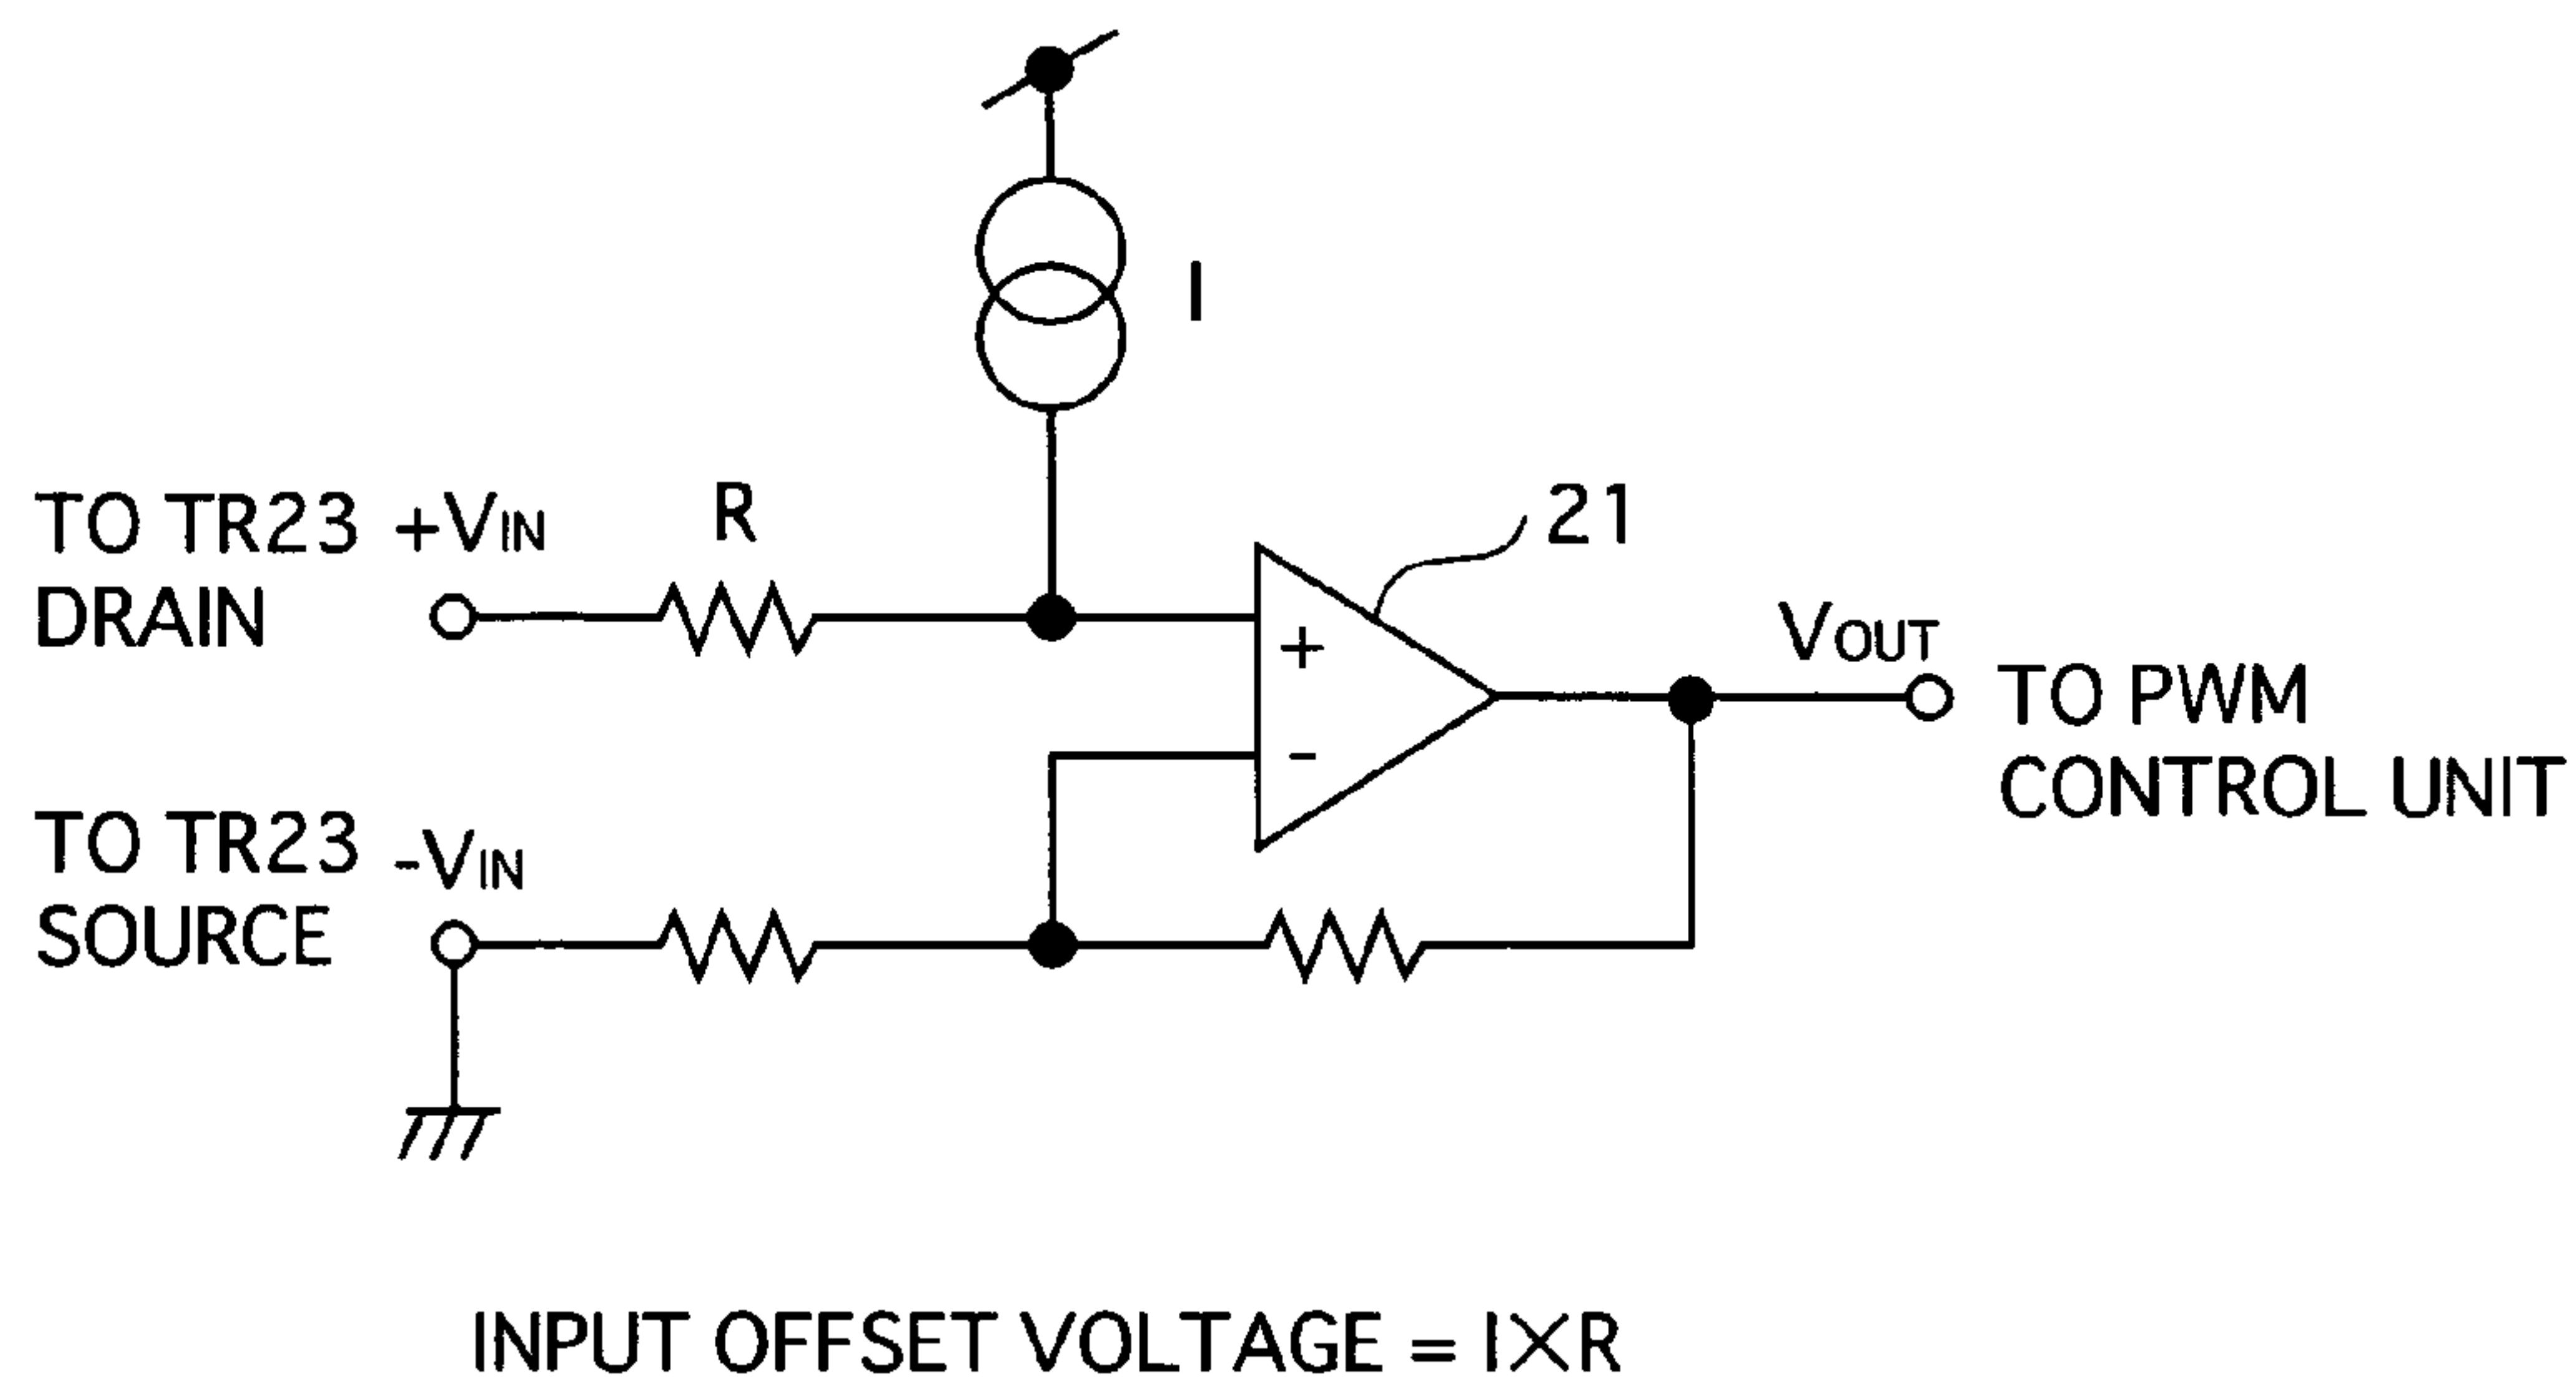 I
TO TR23 +VIN
DRAIN
R
21
+
-
VOUT
TO PWM
CONTROL UNIT
TO TR23 -VIN
SOURCE
INPUT OFFSET VOLTAGE = I×R